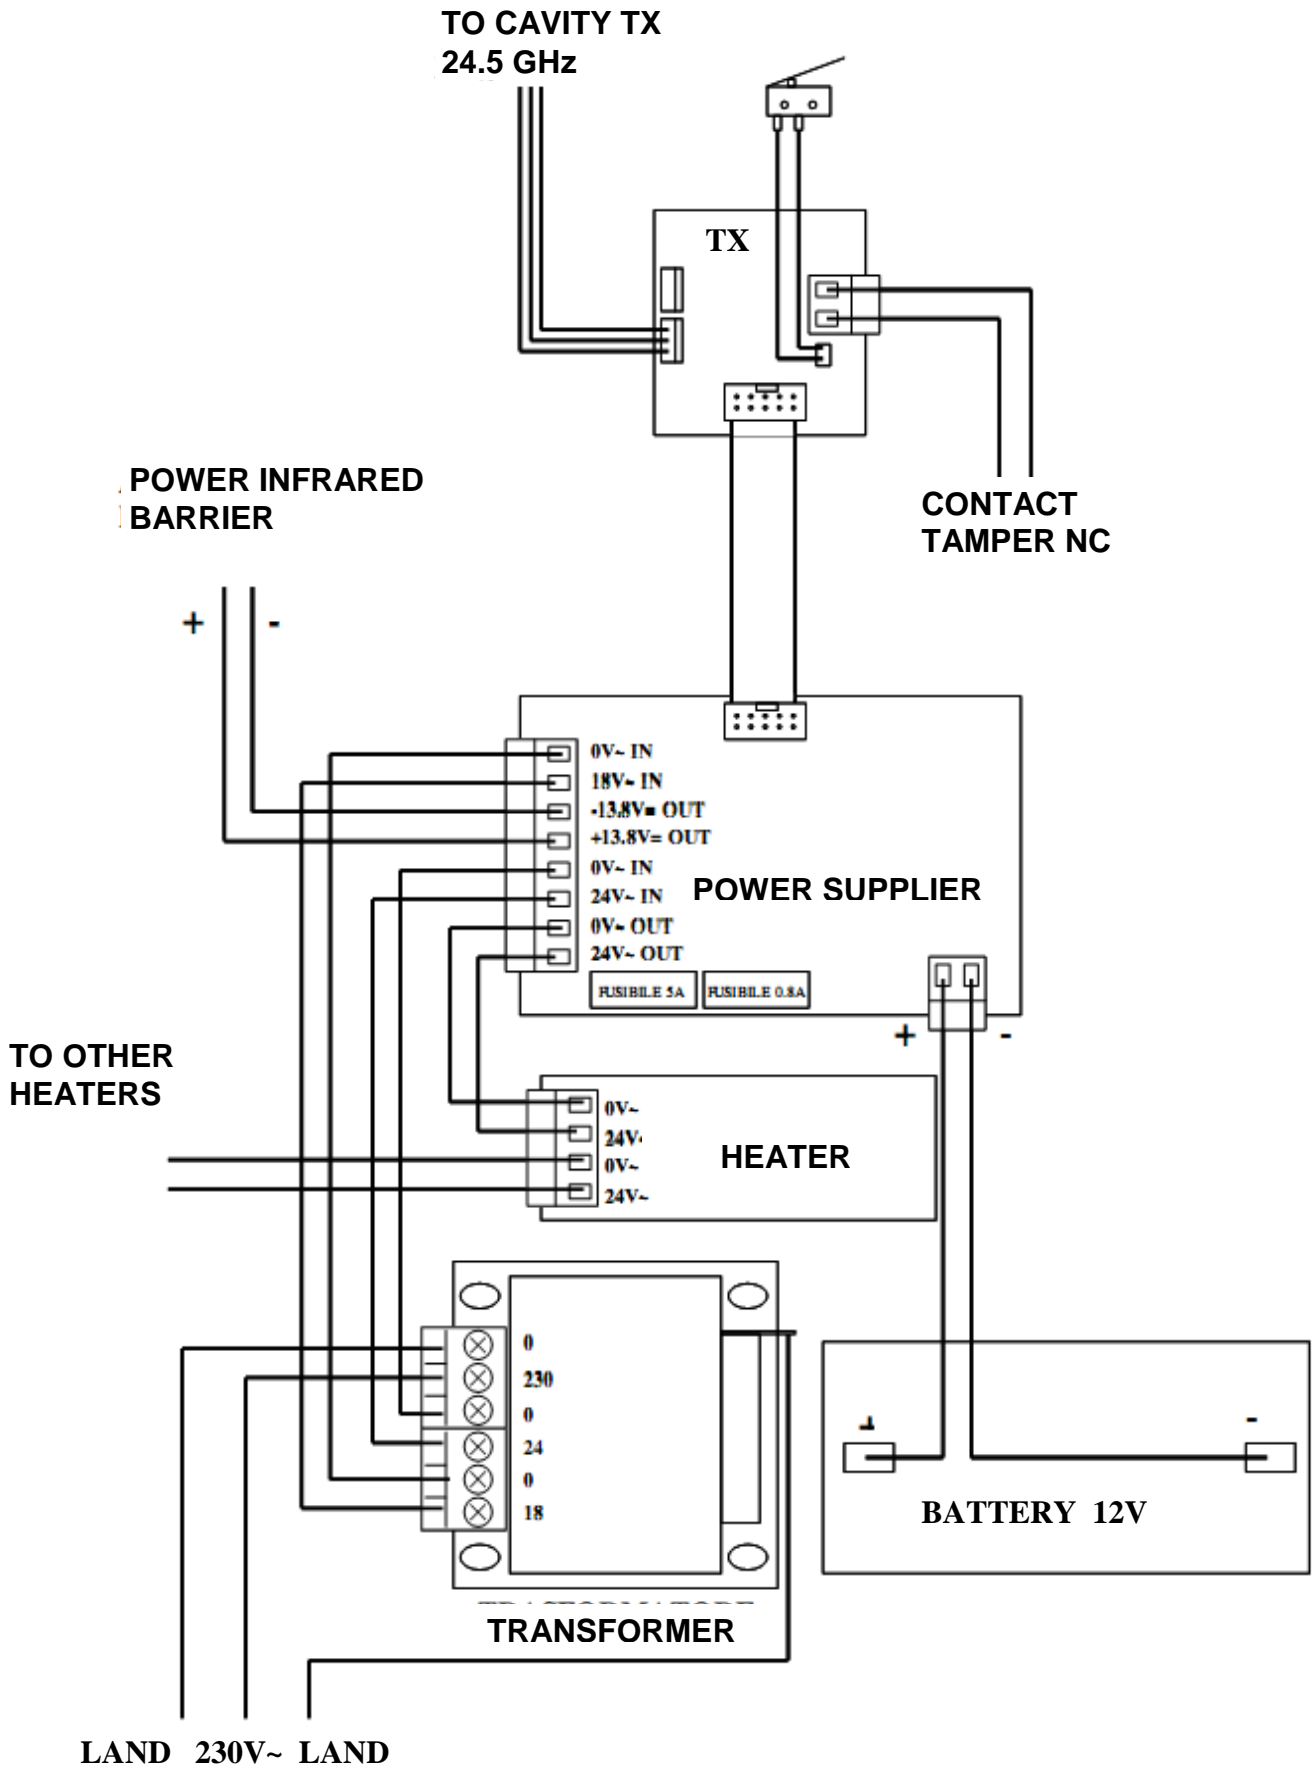 TO CAVITY TX
24.5 GHz
TX
POWER INFRARED
BARRIER
CONTACT
TAMPER NC
+ -
0V~ IN
18V~ IN
-13.8V= OUT
+13.8V= OUT
0V~ IN
24V~ IN
0V~ OUT
24V~ OUT
POWER SUPPLIER
FUSIBILE 5A
FUSIBILE 0.8A
+ -
TO OTHER
HEATERS
0V~
24V~
0V~
24V~
HEATER
0
230
0
24
0
18
+ -
BATTERY 12V
TRANSFORMER
LAND 230V~ LAND